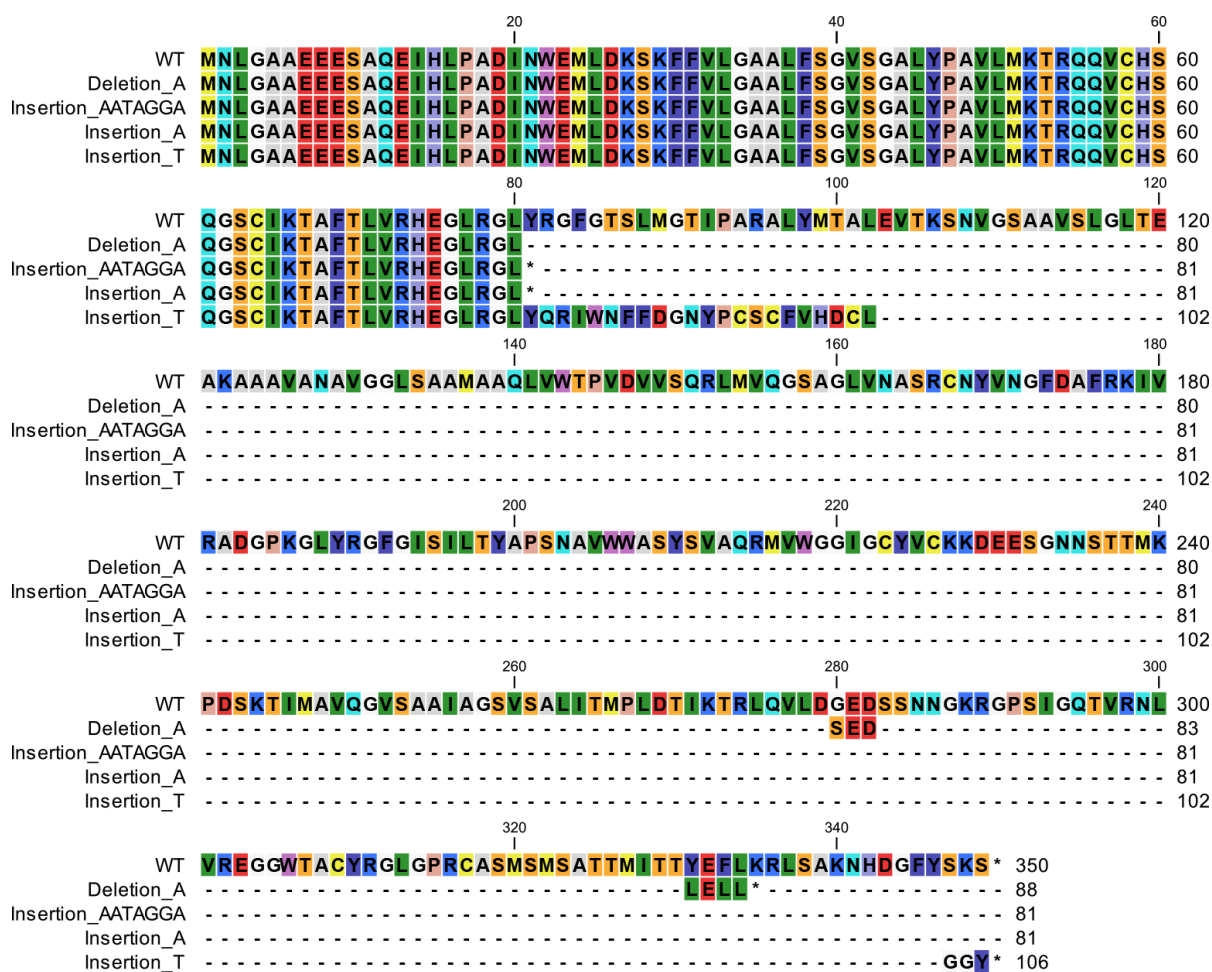 20 40 60
WT MNLGAAEEESAQEIHLPADINWEMLDKSKFFVLGAALFSGVSGALYPAVLMKTRQQVCHS 60
Deletion_A MNLGAAEEESAQEIHLPADINWEMLDKSKFFVLGAALFSGVSGALYPAVLMKTRQQVCHS 60
Insertion_AATAGGA MNLGAAEEESAQEIHLPADINWEMLDKSKFFVLGAALFSGVSGALYPAVLMKTRQQVCHS 60
Insertion_A MNLGAAEEESAQEIHLPADINWEMLDKSKFFVLGAALFSGVSGALYPAVLMKTRQQVCHS 60
Insertion_T MNLGAAEEESAQEIHLPADINWEMLDKSKFFVLGAALFSGVSGALYPAVLMKTRQQVCHS 60
80 100 120
WT QGSCIKTAFTLVRHEGLRGLYRGFGTSLMGTIPARALYMTALEVTKSNVGSAAVSLGLTE 120
Deletion_A QGSCIKTAFTLVRHEGLRGL---------------------------------------- 80
Insertion_AATAGGA QGSCIKTAFTLVRHEGLRGL*--------------------------------------- 81
Insertion_A QGSCIKTAFTLVRHEGLRGL*--------------------------------------- 81
Insertion_T QGSCIKTAFTLVRHEGLRGLYQRIWNFFDGNYPCSCFVHDCL------------------ 102
140 160 180
WT AKAAAVANAVGGLSAAMAAQLVWTPVDVVSQRLMVQGSAGLVNASRCNYVNGFDAFRKIV 180
Deletion_A ------------------------------------------------------------ 80
Insertion_AATAGGA ------------------------------------------------------------ 81
Insertion_A ------------------------------------------------------------ 81
Insertion_T ------------------------------------------------------------ 102
200 220 240
WT RADGPKGLYRGFGISILTYAPSNAVWWASYSVAQRMVWGGIGCYVCKKDEESGNNSTTMK 240
Deletion_A ------------------------------------------------------------ 80
Insertion_AATAGGA ------------------------------------------------------------ 81
Insertion_A ------------------------------------------------------------ 81
Insertion_T ------------------------------------------------------------ 102
260 280 300
WT PDSKTIMAVQGVSAAIAGSVSALITMPLDTIKTRLQVLDGEDSSNNGKRGPSIGQTVRNL 300
Deletion_A ---------------------------------------SED------------------ 83
Insertion_AATAGGA ------------------------------------------------------------ 81
Insertion_A ------------------------------------------------------------ 81
Insertion_T ------------------------------------------------------------ 102
320 340
WT VREGGWTACYRGLGPRCASMSMSATTMITTYEFLKRLSAKNHDGFYSKS* 350
Deletion_A ------------------------------LELL*--------------- 88
Insertion_AATAGGA -------------------------------------------------- 81
Insertion_A -------------------------------------------------- 81
Insertion_T ----------------------------------------------GGY* 106